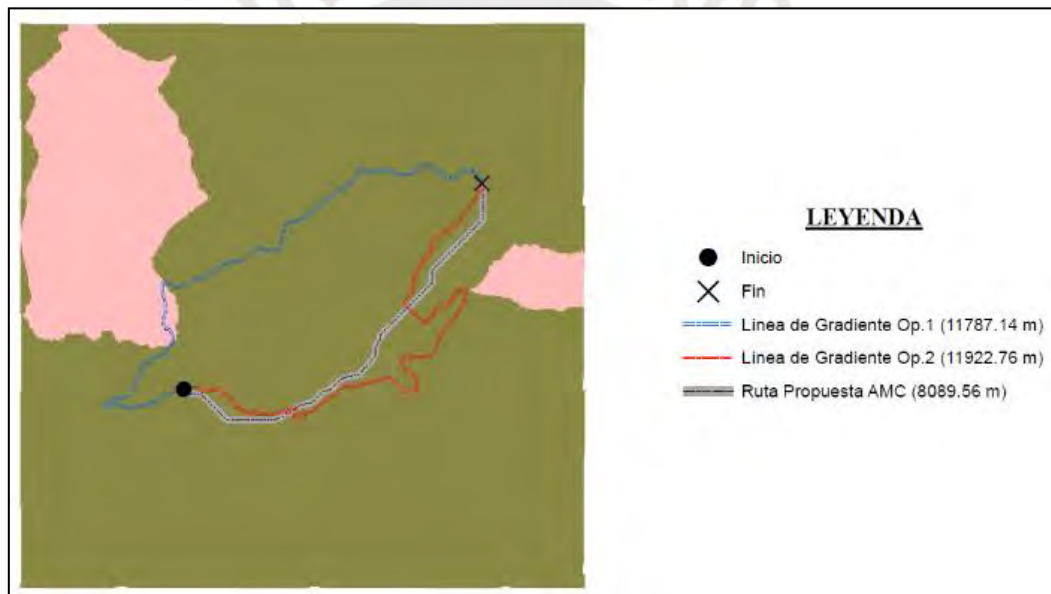 LEYENDA
Inicio
Fin
Linea de Gradiente Op.1 (11787.14 m)
Linea de Gradiente Op.2 (11922.76 m)
Ruta Propuesta AMC (8089.56 m)